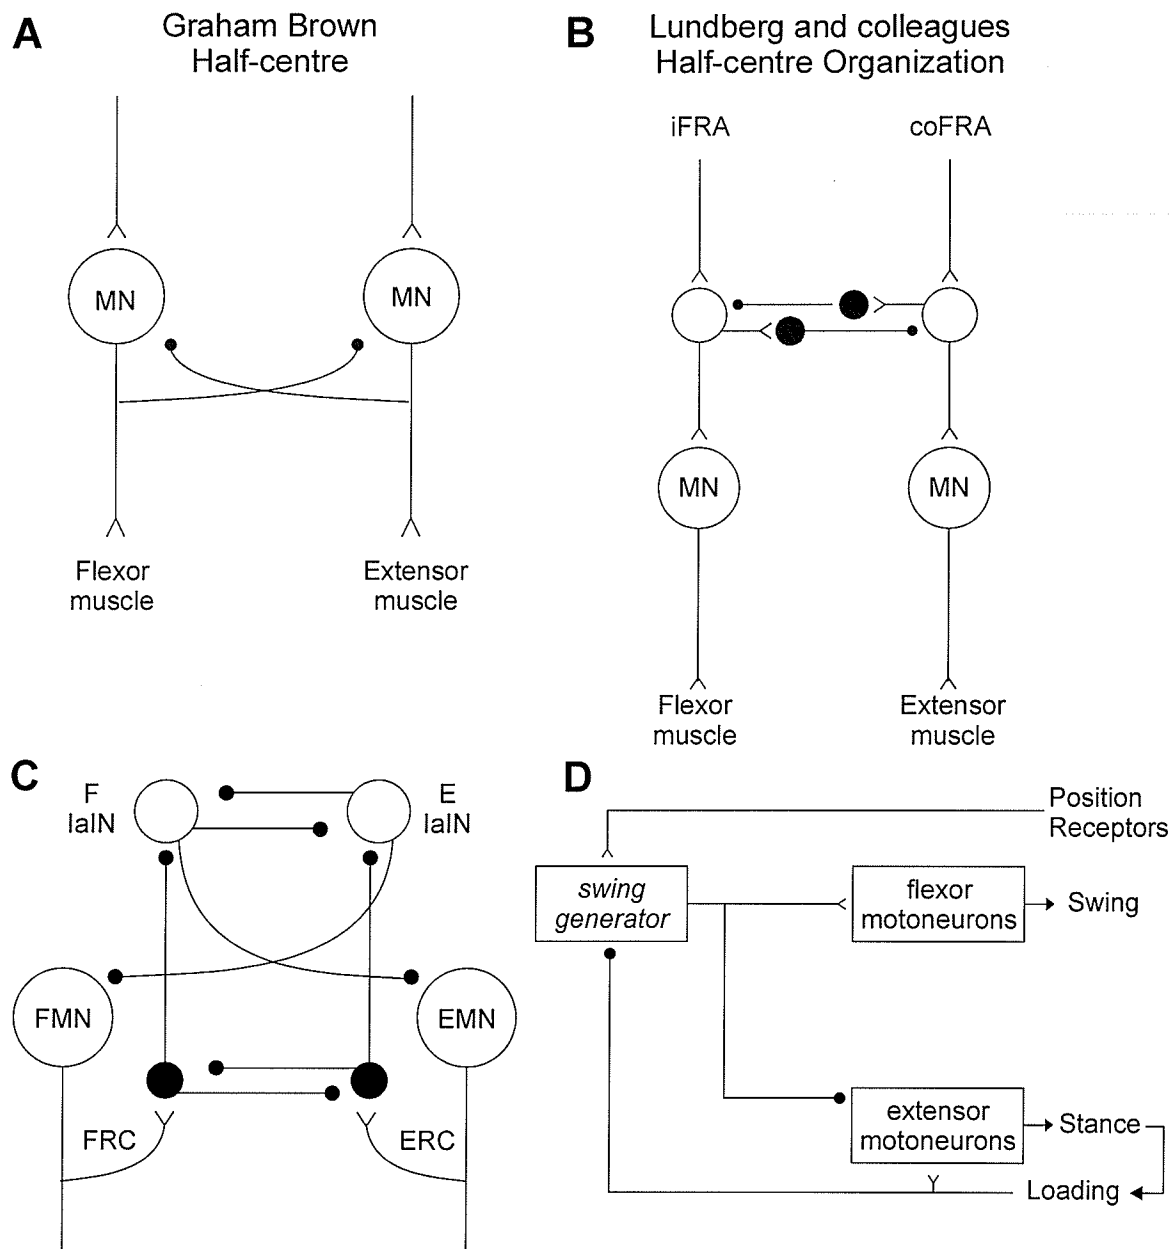 A
Graham Brown
Half-centre
MN
MN
Flexor
muscle
Extensor
muscle
B
Lundberg and colleagues
Half-centre Organization
iFRA
coFRA
MN
MN
Flexor
muscle
Extensor
muscle
C
F
IaIN
E
IaIN
FMN
EMN
FRC
ERC
D
Position
Receptors
swing
generator
flexor
motoneurons
Swing
extensor
motoneurons
Stance
Loading